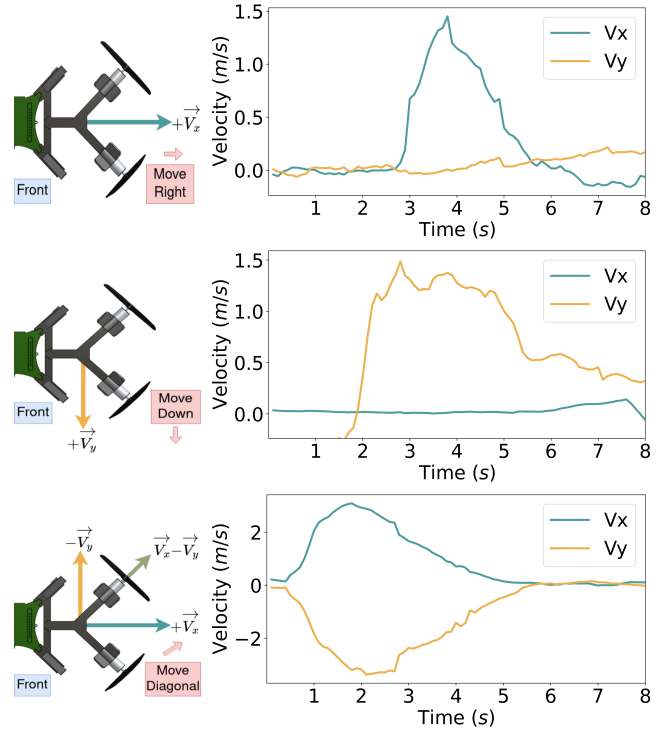 +Vx
Front
Move
Right
1.5
1.0
0.5
0.0
Velocity (m/s)
Vx
Vy
1 2 3 4 5 6 7 8
Time (s)
Front
+Vy
Move
Down
1.5
1.0
0.5
0.0
Velocity (m/s)
Vx
Vy
1 2 3 4 5 6 7 8
Time (s)
−Vy
Vx−Vy
+Vx
Front
Move
Diagonal
2
0
−2
Velocity (m/s)
Vx
Vy
1 2 3 4 5 6 7 8
Time (s)